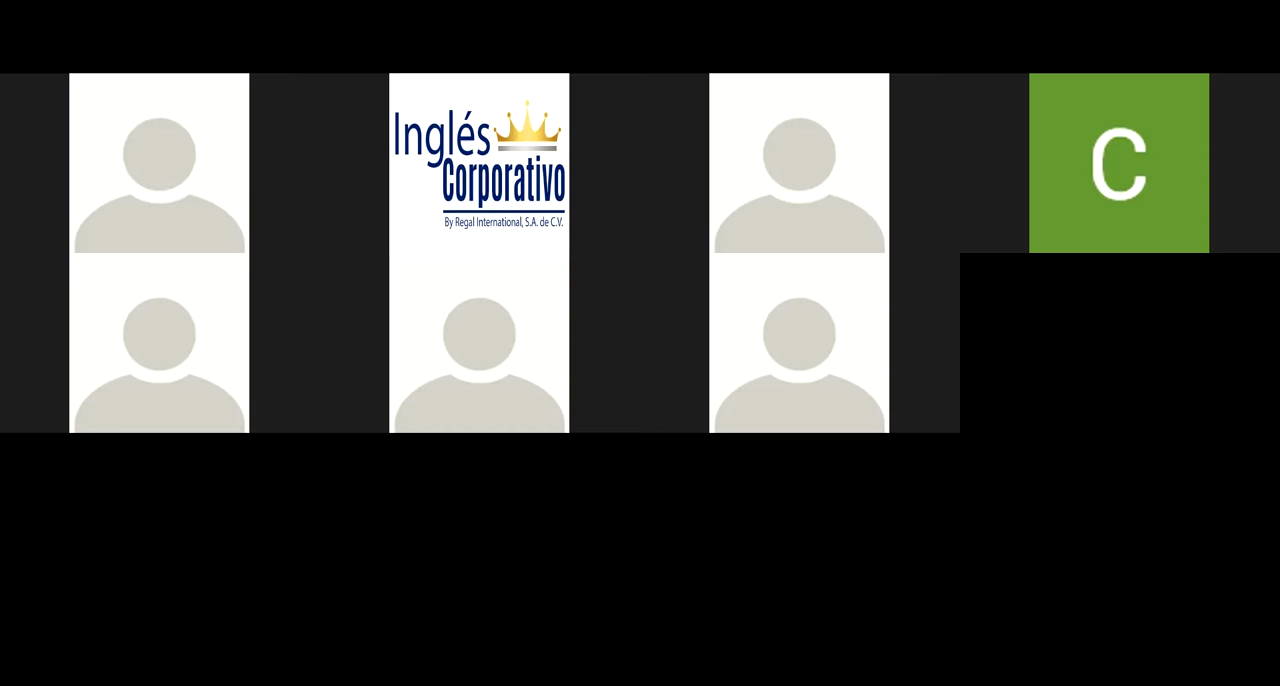 Inglés
Corporativo
By Regal International, S.A. de C.V.
C